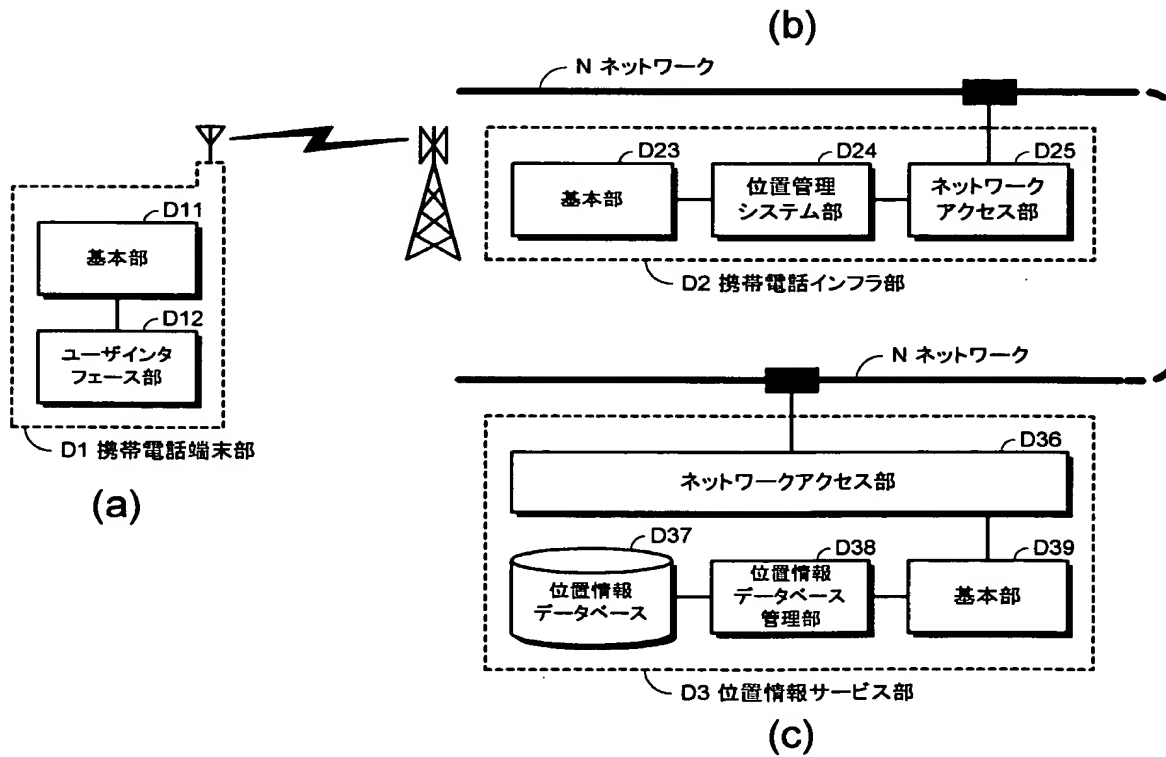 (b)
N ネットワーク
D23
基本部
D24
位置管理
システム部
D25
ネットワーク
アクセス部
D2 携帯電話インフラ部
D11
基本部
D12
ユーザインタ
フェース部
D1 携帯電話端末部
(a)
N ネットワーク
D36
ネットワークアクセス部
D37
位置情報
データベース
D38
位置情報
データベース
管理部
D39
基本部
D3 位置情報サービス部
(c)